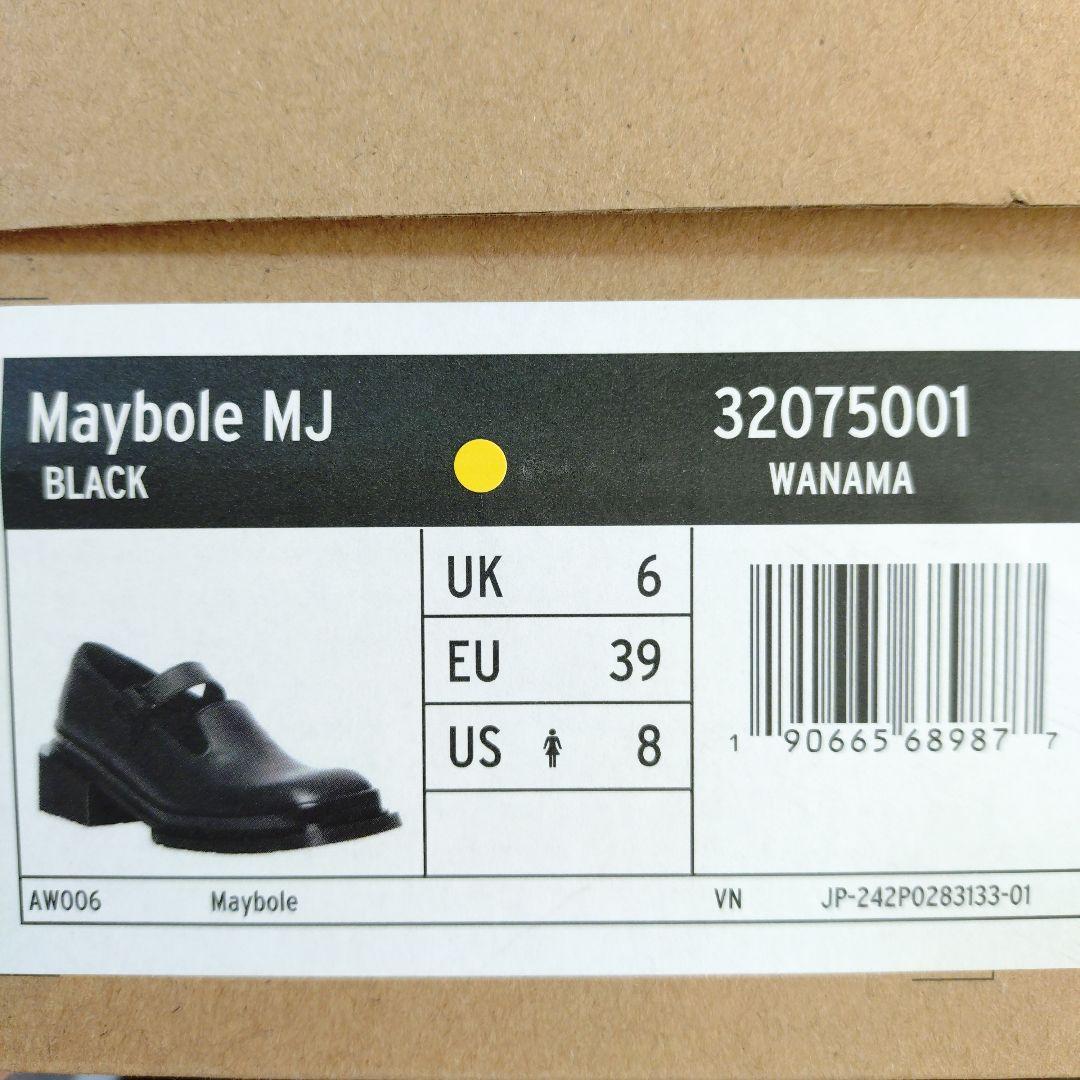 Maybole MJ
BLACK
32075001
WANAMA
UK 6
EU 39
US 8
1 90665 68987 7
AW006 Maybole VN JP-242P0283133-01